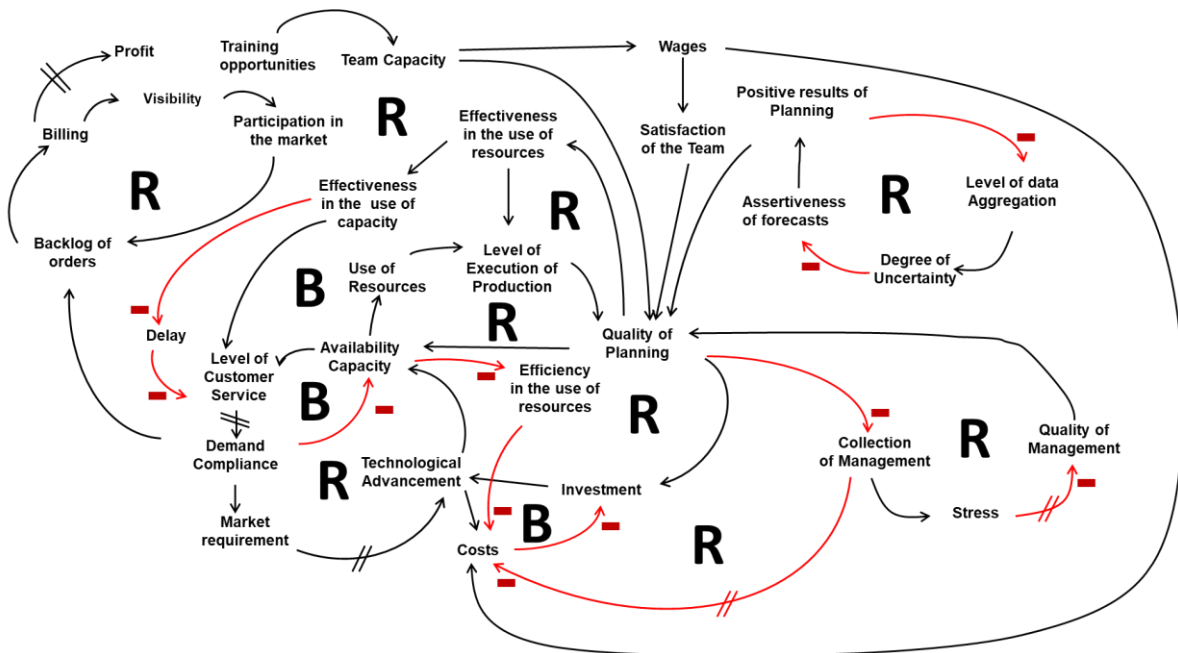 Profit
Training
opportunities
Team Capacity
Wages
Visibility
Billing
Participation in
the market
R
Effectiveness
in the use of
resources
Satisfaction
of the Team
Positive results of
Planning
R
Effectiveness
in the use of
capacity
R
Assertiveness
of forecasts
R
Level of data
Aggregation
Backlog of
orders
B
Use of
Resources
Level of
Execution of
Production
Degree of
Uncertainty
R
Delay
Level of
Customer
Service
Availability
Capacity
Quality of
Planning
B
Efficiency
in the use of
resources
R
Demand
Compliance
R
Technological
Advancement
Investment
Collection
of Management
R
Quality of
Management
Market
requirement
Costs
B
R
Stress